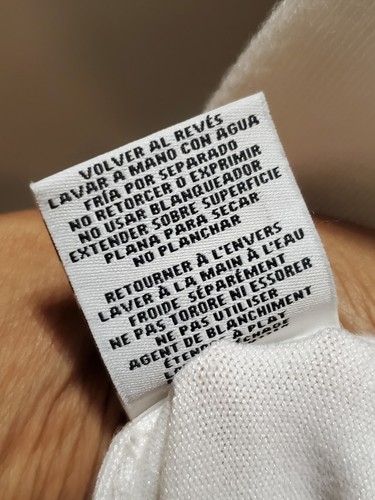 VOLVER AL REVÉS
LAVAR A MANO CON AGUA
FRÍA POR SEPARADO
NO RETORCER O EXPRIMIR
NO USAR BLANQUEADOR
EXTENDER SOBRE SUPERFICIE
PLANA PARA SECAR
NO PLANCHAR
RETOURNER À L'ENVERS
LAVER À LA MAIN À L'EAU
FROIDE SÉPARÉMENT
NE PAS TORDRE NI ESSORER
NE PAS UTILISER
AGENT DE BLANCHIMENT
ÉTENDRE À PLAT